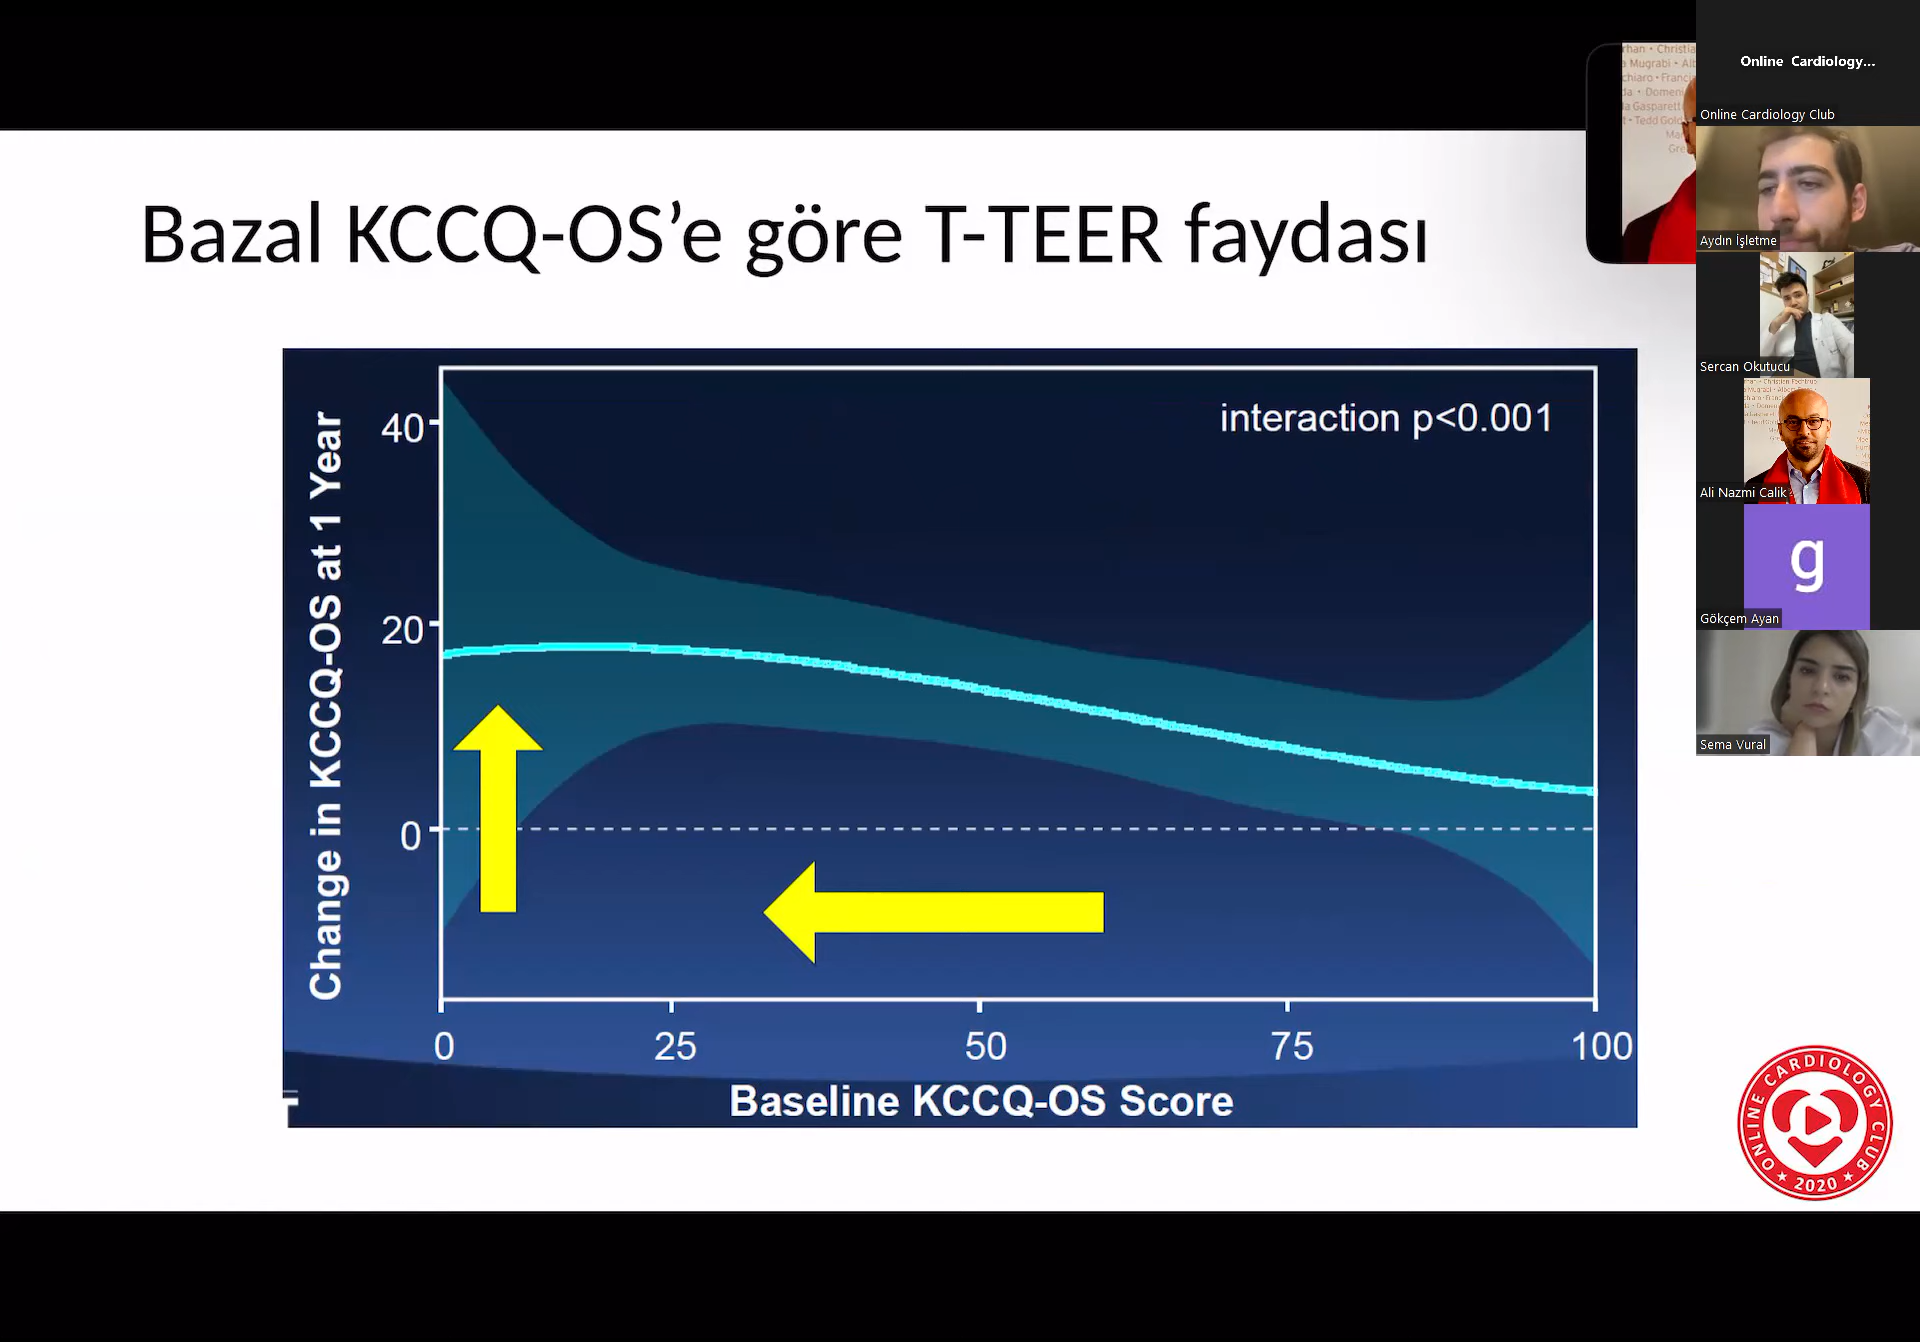 Bazal KCCQ-OS’e göre T-TEER faydası
interaction p<0.001
Change in KCCQ-OS at 1 Year
40
20
0
0
25
50
75
100
Baseline KCCQ-OS Score
Online Cardiology...
Online Cardiology Club
Aydın İşletme
Sercan Okutucu
Ali Nazmi Calik
g
Gökçem Ayan
Sema Vural
ONLINE CARDIOLOGY CLUB
2020